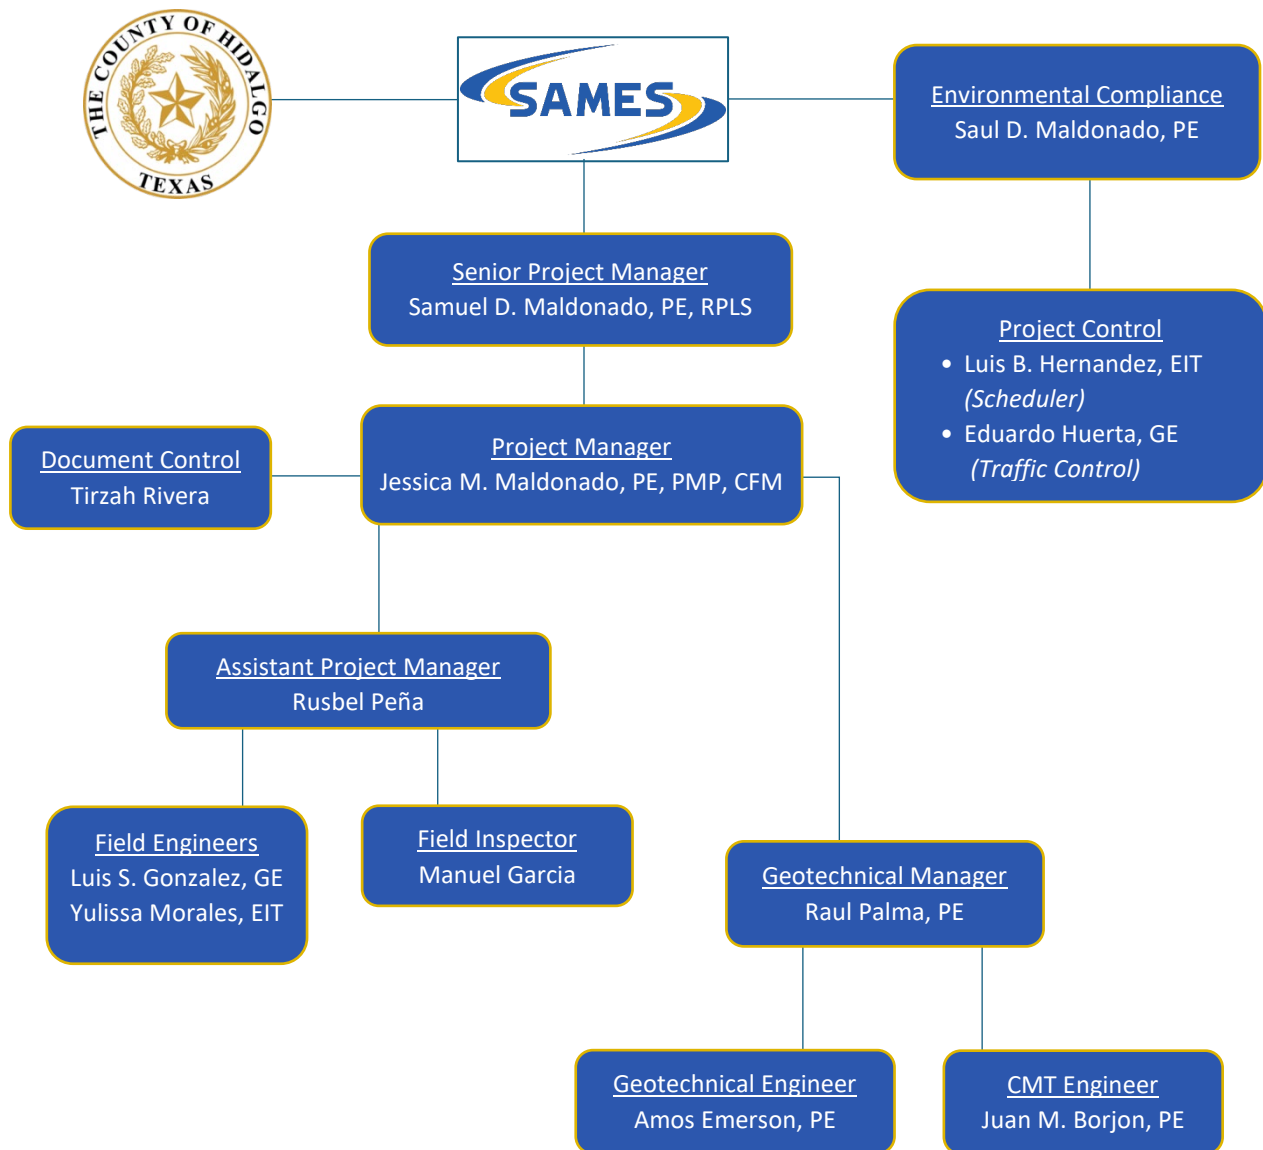 THE COUNTY OF HIDALGO
TEXAS
SAMES
Environmental Compliance
Saul D. Maldonado, PE
Senior Project Manager
Samuel D. Maldonado, PE, RPLS
Project Control
• Luis B. Hernandez, EIT
(Scheduler)
• Eduardo Huerta, GE
(Traffic Control)
Document Control
Tirzah Rivera
Project Manager
Jessica M. Maldonado, PE, PMP, CFM
Assistant Project Manager
Rusbel Peña
Field Engineers
Luis S. Gonzalez, GE
Yulissa Morales, EIT
Field Inspector
Manuel Garcia
Geotechnical Manager
Raul Palma, PE
Geotechnical Engineer
Amos Emerson, PE
CMT Engineer
Juan M. Borjon, PE